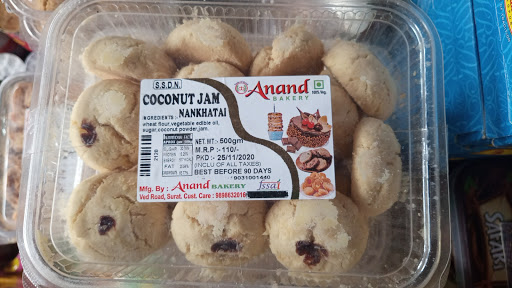 S.S.D.N.
COCONUT JAM
NANKHATAI
INGREDIENTS :-
wheat flour,vegetable edible oil,
sugar,coconut powder,jam.
NET. WT:- 500gm
M.R.P :- 110/-
PKD :- 25/11/2020
(INCLU OF ALL TAXES)
BEST BEFORE 90 DAYS
Mfg. By : Anand BAKERY
fssai
Ved Road, Surat. Cust. Care :
Anand
BAKERY